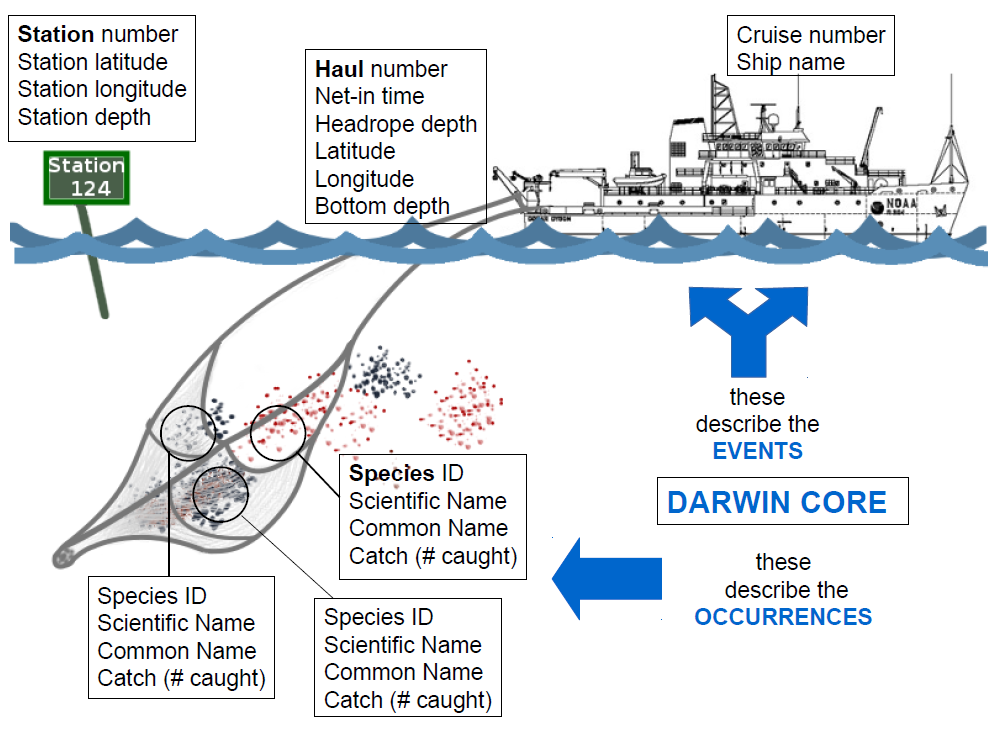 Station number
Station latitude
Station longitude
Station depth
Haul number
Net-in time
Headrope depth
Latitude
Longitude
Bottom depth
Cruise number
Ship name
Station
124
NOAA
these
describe the
EVENTS
DARWIN CORE
these
describe the
OCCURRENCES
Species ID
Scientific Name
Common Name
Catch (# caught)
Species ID
Scientific Name
Common Name
Catch (# caught)
Species ID
Scientific Name
Common Name
Catch (# caught)